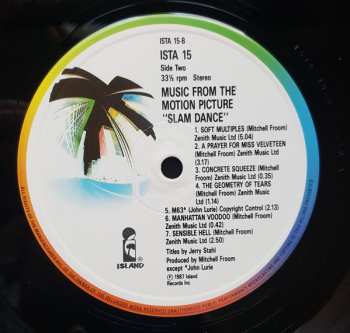 ISTA 15-B
ISTA 15
Side Two
33⅓ rpm Stereo
MUSIC FROM THE
MOTION PICTURE
"SLAM DANCE"
1. SOFT MULTIPLES (Mitchell Froom)
Zenith Music Ltd (5.04)
2. A PRAYER FOR MISS VELVETEEN
(Mitchell Froom) Zenith Music Ltd
(3.17)
3. CONCRETE SQUEEZE (Mitchell
Froom) Zenith Music Ltd (0.35)
4. THE GEOMETRY OF TEARS
(Mitchell Froom) Zenith Music Ltd
(1.14)
5. M63* (John Lurie) Copyright Control (2.13)
6. MANHATTAN VOODOO (Mitchell Froom)
Zenith Music Ltd (0.42)
7. SENSIBLE HELL (Mitchell Froom)
Zenith Music Ltd (2.50)
Titles by Jerry Stahl
Produced by Mitchell Froom
except *John Lurie
℗ 1987 Island
Records Inc
ISLAND